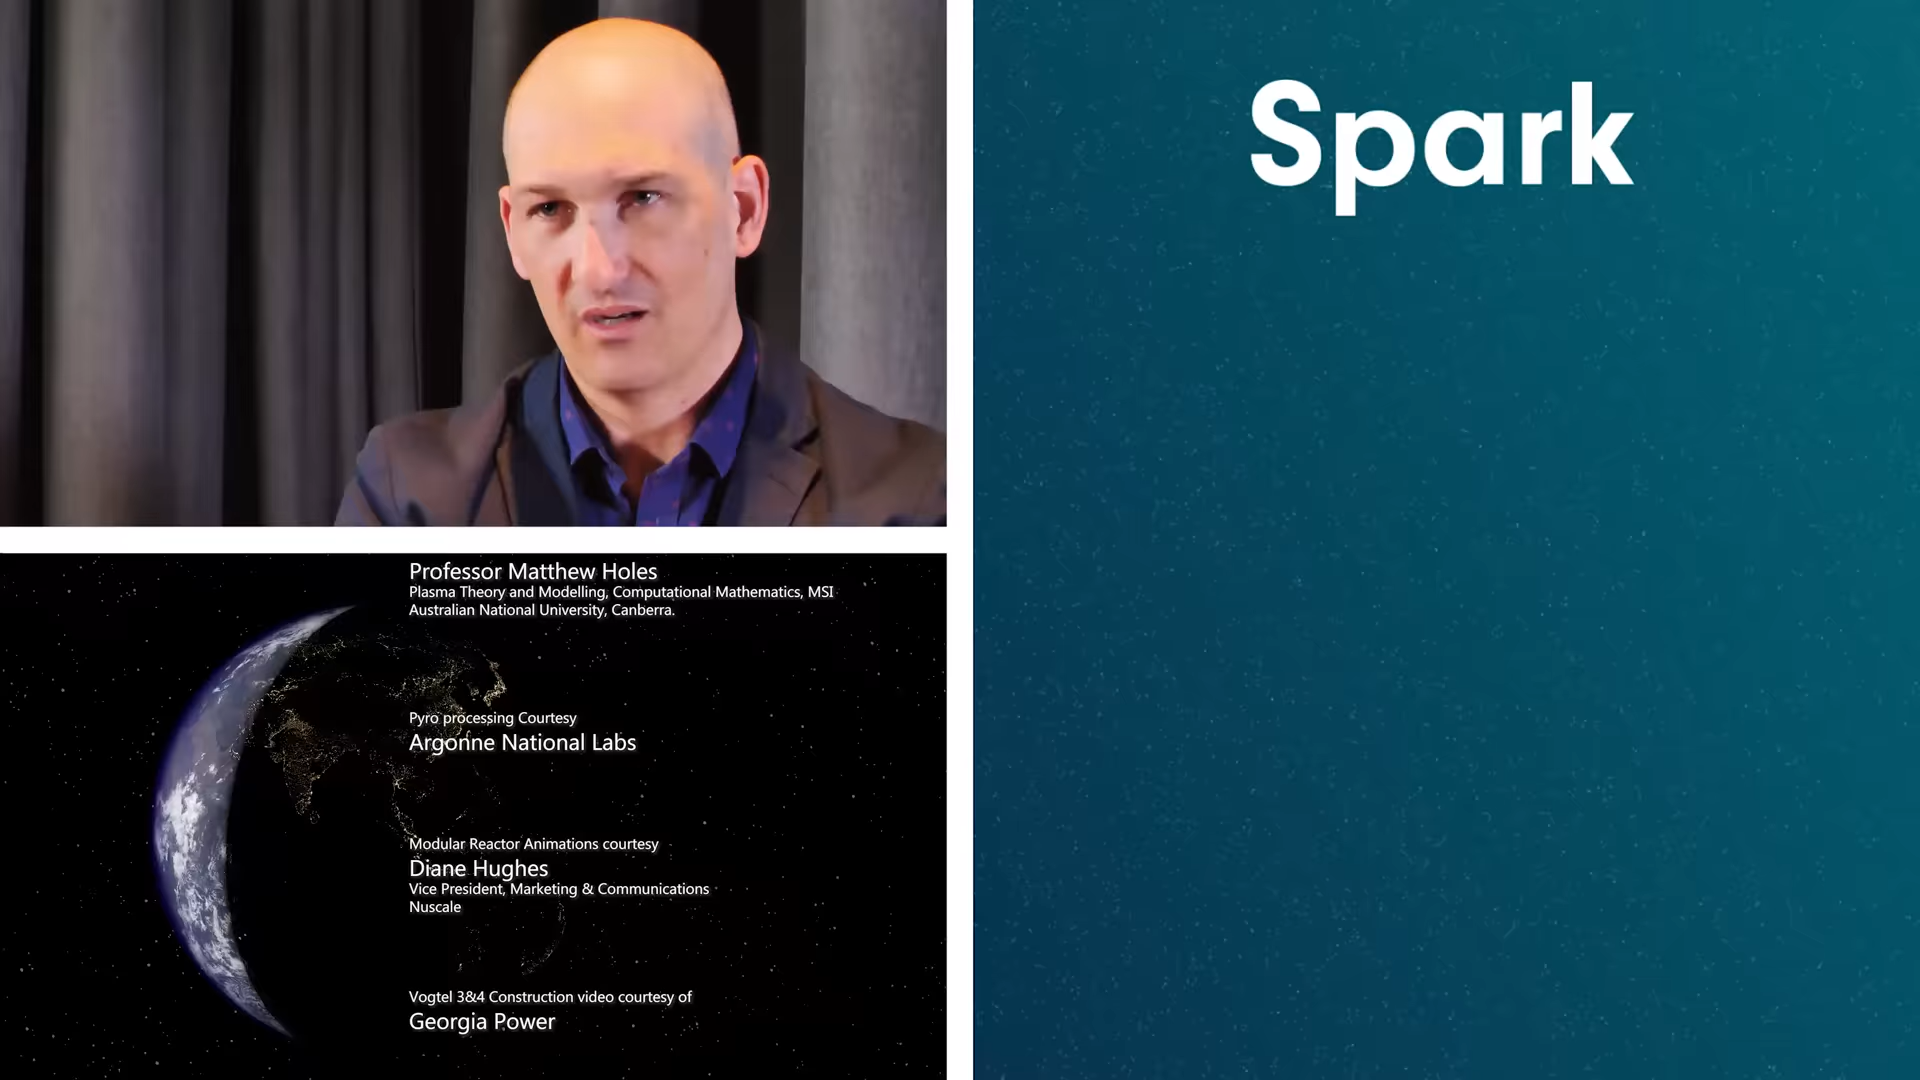 Spark
Professor Matthew Holes
Plasma Theory and Modelling, Computational Mathematics, MSI
Australian National University, Canberra.
Pyro processing Courtesy
Argonne National Labs
Modular Reactor Animations courtesy
Diane Hughes
Vice President, Marketing & Communications
Nuscale
Vogtel 3&4 Construction video courtesy of
Georgia Power